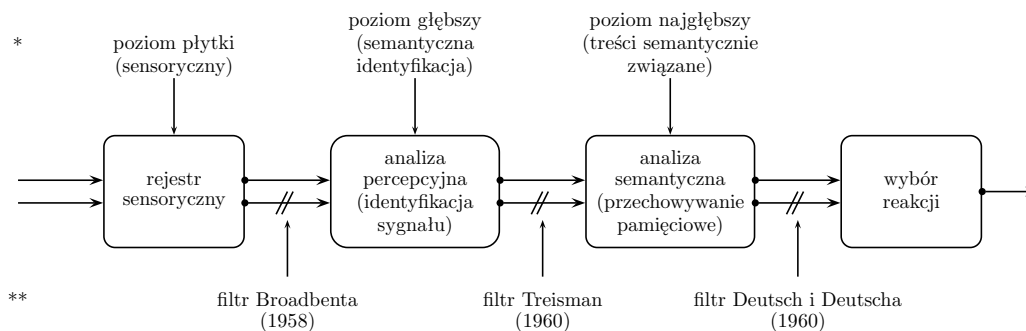 *
poziom płytki
(sensoryczny)
poziom głębszy
(semantyczna
identyfikacja)
poziom najgłębszy
(treści semantycznie
związane)
rejestr
sensoryczny
analiza
percepcyjna
(identyfikacja
sygnału)
analiza
semantyczna
(przechowywanie
pamięciowe)
wybór
reakcji
**
filtr Broadbenta
(1958)
filtr Treisman
(1960)
filtr Deutsch i Deutscha
(1960)